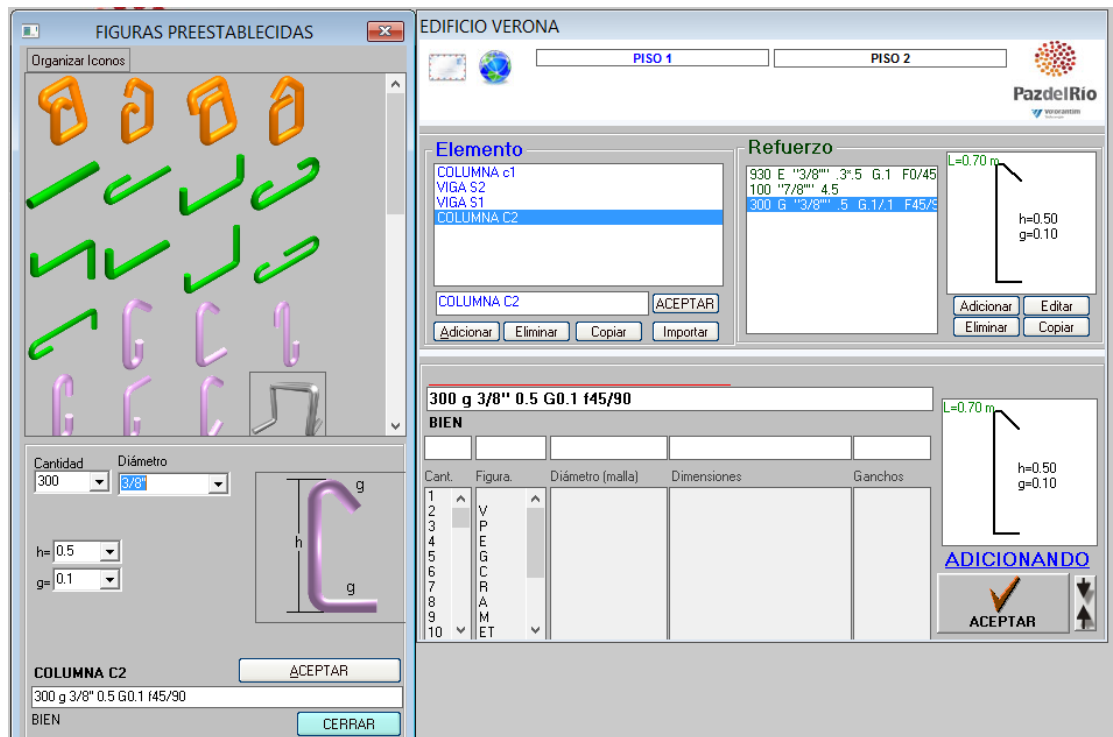 FIGURAS PREESTABLECIDAS
Organizar Iconos
Cantidad
Diámetro
300
3/8"
h= 0.5
g= 0.1
g
h
g
COLUMNA C2
ACEPTAR
300 g 3/8" 0.5 G0.1 f45/90
BIEN
CERRAR
EDIFICIO VERONA
PISO 1
PISO 2
PazdelRío
Votorantim
Elemento
COLUMNA c1
VIGA S2
VIGA S1
COLUMNA C2
COLUMNA C2
ACEPTAR
Adicionar
Eliminar
Copiar
Importar
Refuerzo
930 E "3/8"" .3*.5 G.1 F0/45
100 "7/8"" 4.5
300 G "3/8"" .5 G.1/.1 F45/9
L=0.70 m
h=0.50
g=0.10
Adicionar
Editar
Eliminar
Copiar
300 g 3/8'' 0.5 G0.1 f45/90
BIEN
Cant.
Figura.
Diámetro (malla)
Dimensiones
Ganchos
1
2
3
4
5
6
7
8
9
10
V
P
E
G
C
R
A
M
ET
L=0.70 m
h=0.50
g=0.10
ADICIONANDO
ACEPTAR